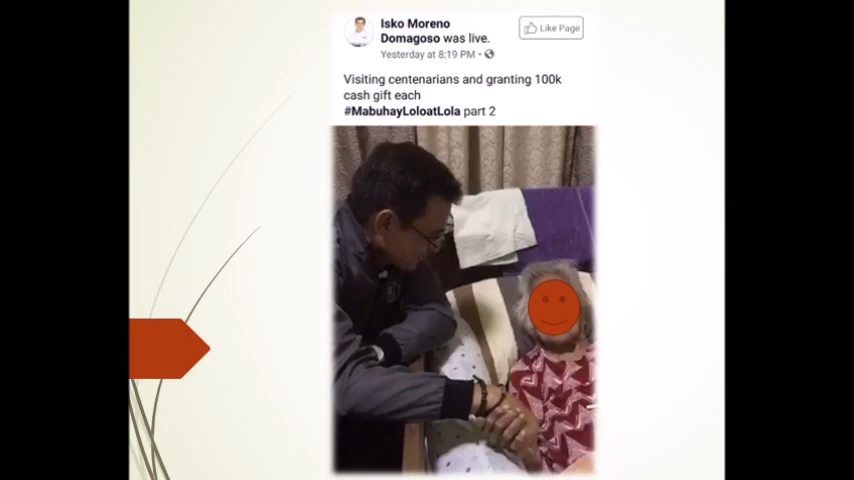 Isko Moreno
Domagoso was live.
Yesterday at 8:19 PM •
Like Page
Visiting centenarians and granting 100k
cash gift each
#MabuhayLoloatLola part 2